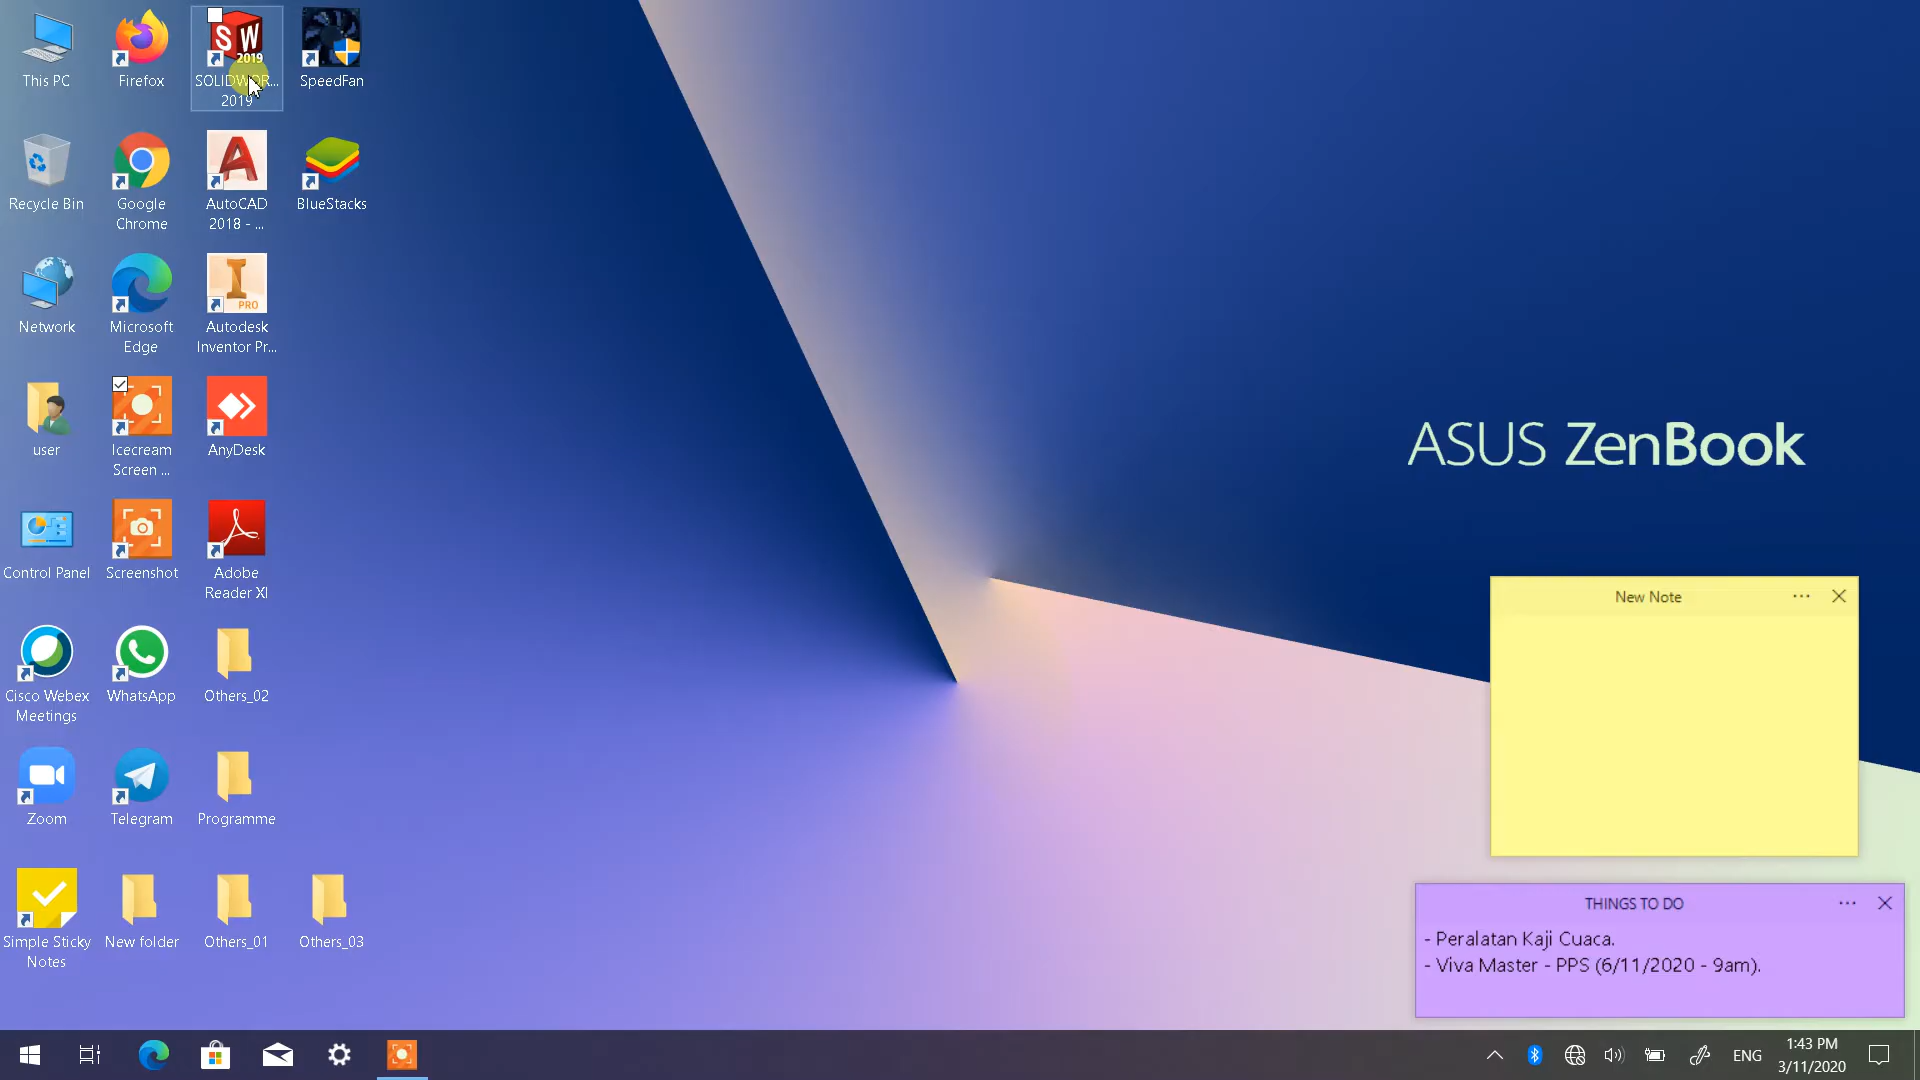 This PC
Firefox
SW
2019
SOLIDWOR...
2019
SpeedFan
Recycle Bin
Google
Chrome
AutoCAD
2018 - ...
BlueStacks
Network
Microsoft
Edge
PRO
Autodesk
Inventor Pr...
user
Icecream
Screen ...
AnyDesk
ASUS ZenBook
Control Panel
Screenshot
Adobe
Reader XI
New Note
Cisco Webex
Meetings
WhatsApp
Others_02
Zoom
Telegram
Programme
Simple Sticky
Notes
New folder
Others_01
Others_03
THINGS TO DO
- Peralatan Kaji Cuaca.
- Viva Master - PPS (6/11/2020 - 9am).
ENG
1:43 PM
3/11/2020